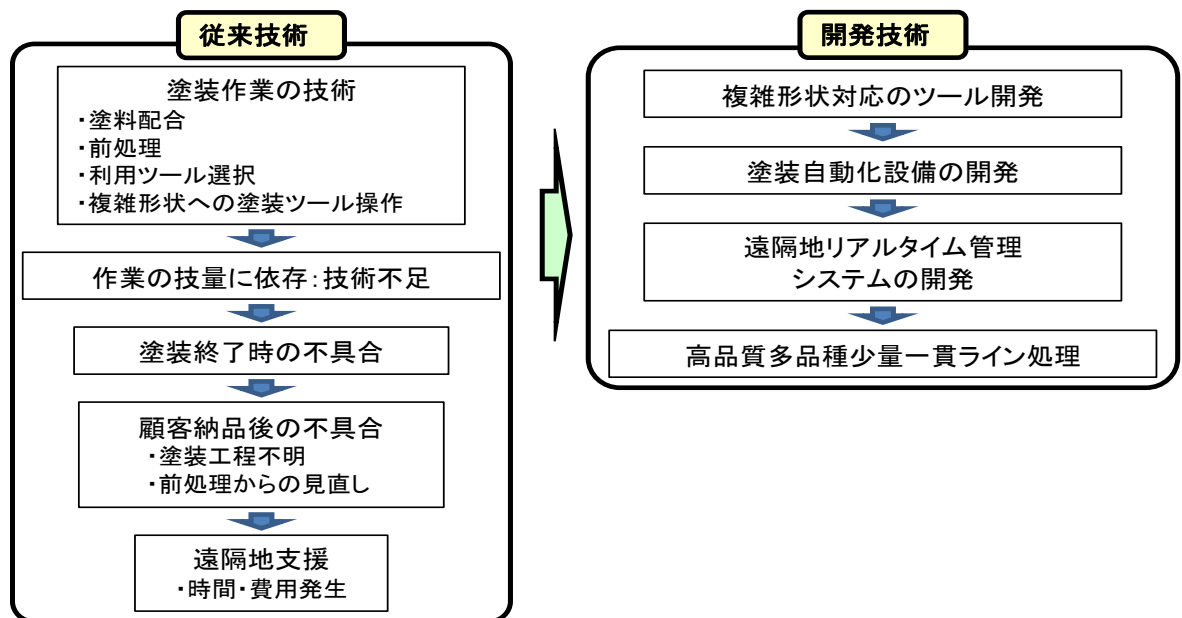 従来技術
塗装作業の技術
・塗料配合
・前処理
・利用ツール選択
・複雑形状への塗装ツール操作
作業の技量に依存：技術不足
塗装終了時の不具合
顧客納品後の不具合
・塗装工程不明
・前処理からの見直し
遠隔地支援
・時間・費用発生
開発技術
複雑形状対応のツール開発
塗装自動化設備の開発
遠隔地リアルタイム管理
システムの開発
高品質多品種少量一貫ライン処理